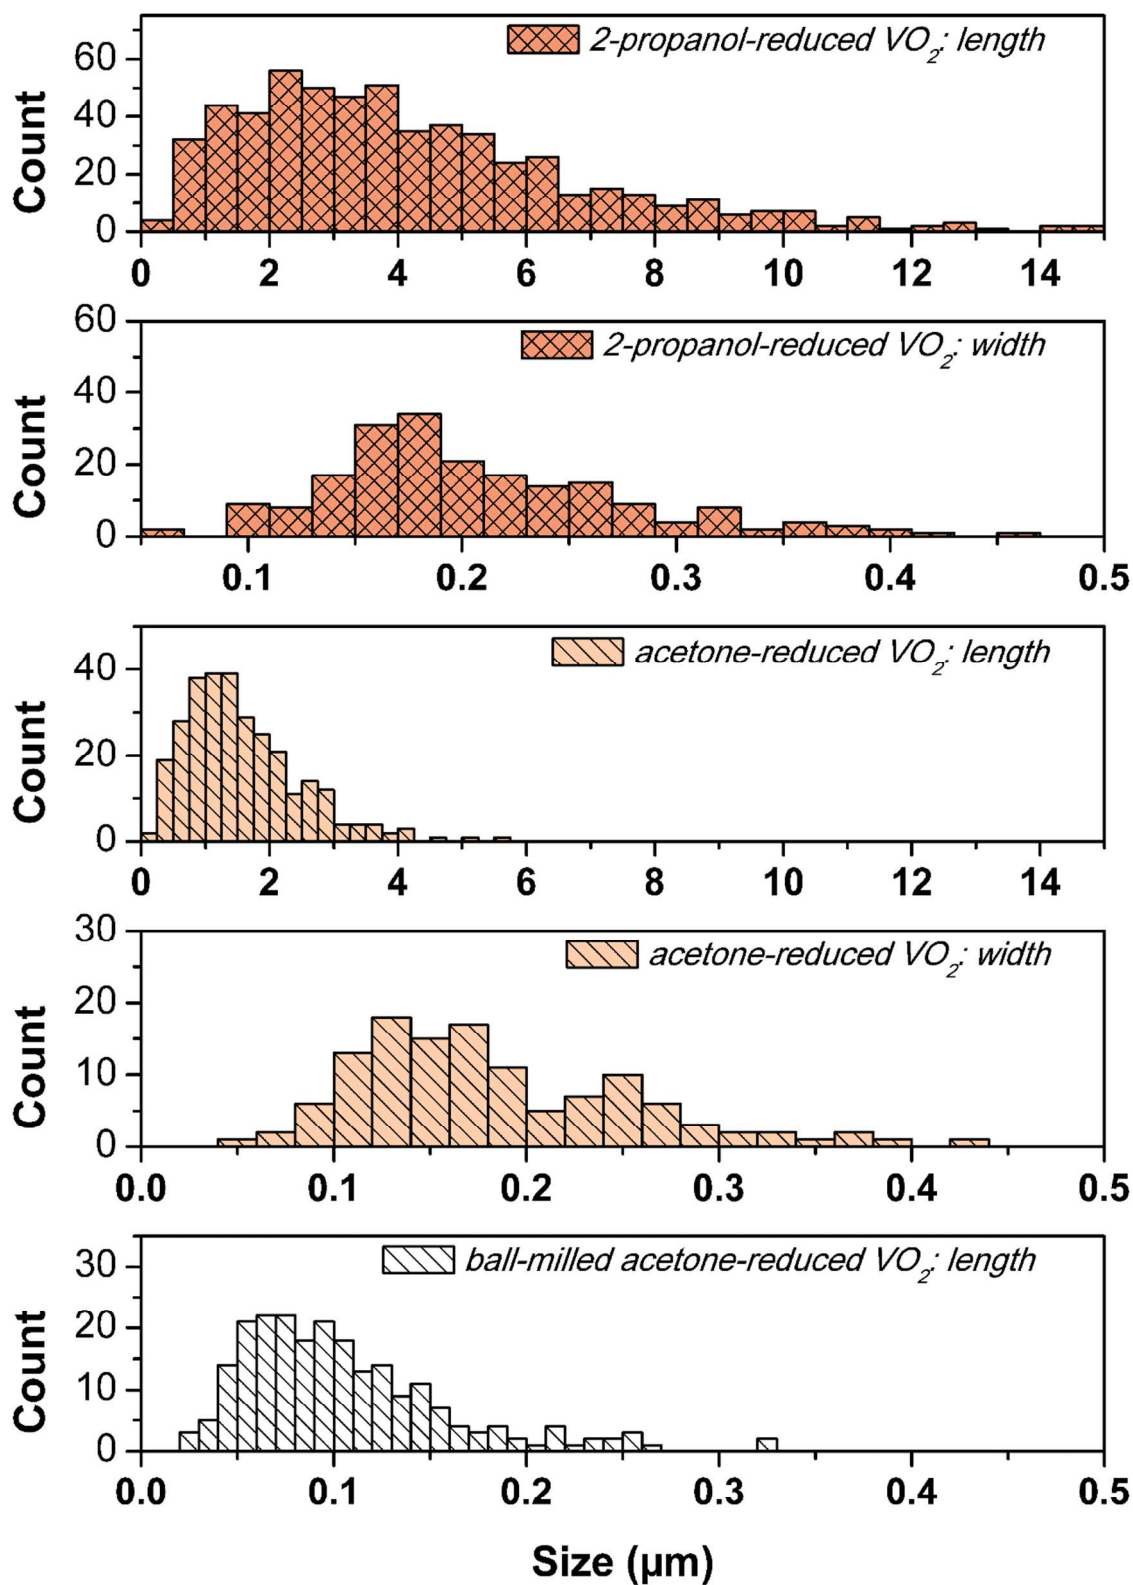 2-propanol-reduced VO₂: length
Count
60
40
20
0
0 2 4 6 8 10 12 14
2-propanol-reduced VO₂: width
Count
60
40
20
0
0.1 0.2 0.3 0.4 0.5
acetone-reduced VO₂: length
Count
40
20
0
0 2 4 6 8 10 12 14
acetone-reduced VO₂: width
Count
30
20
10
0
0.0 0.1 0.2 0.3 0.4 0.5
ball-milled acetone-reduced VO₂: length
Count
30
20
10
0
0.0 0.1 0.2 0.3 0.4 0.5
Size (µm)